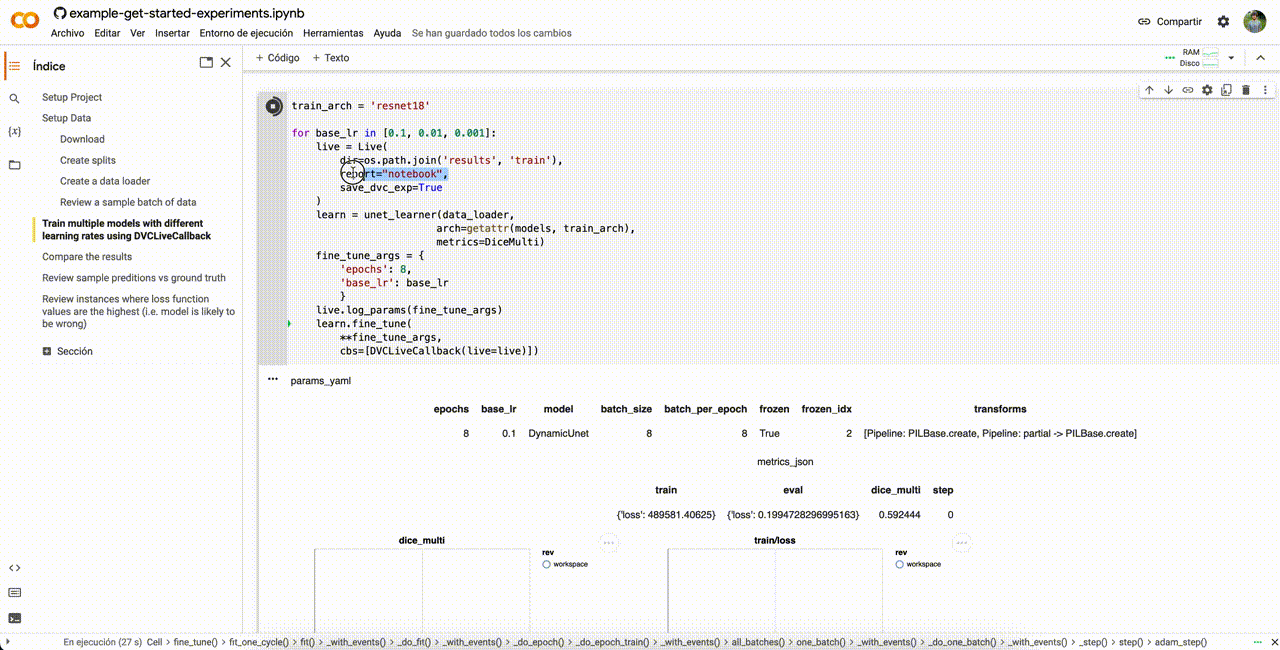 example-get-started-experiments.ipynb
Archivo Editar Ver Insertar Entorno de ejecución Herramientas Ayuda Se han guardado todos los cambios
Compartir
+ Código + Texto
RAM
Disco
Índice
Setup Project
Setup Data
Download
Create splits
Create a data loader
Review a sample batch of data
Train multiple models with different
learning rates using DVCLiveCallback
Compare the results
Review sample preditions vs ground truth
Review instances where loss function
values are the highest (i.e. model is likely to
be wrong)
Sección
train_arch = 'resnet18'
for base_lr in [0.1, 0.01, 0.001]:
live = Live(
dir=os.path.join('results', 'train'),
report="notebook",
save_dvc_exp=True
)
learn = unet_learner(data_loader,
arch=getattr(models, train_arch),
metrics=DiceMulti)
fine_tune_args = {
'epochs': 8,
'base_lr': base_lr
}
live.log_params(fine_tune_args)
learn.fine_tune(
**fine_tune_args,
cbs=[DVCLiveCallback(live=live)])
params_yaml
epochs base_lr model batch_size batch_per_epoch frozen frozen_idx transforms
8 0.1 DynamicUnet 8 8 True 2 [Pipeline: PILBase.create, Pipeline: partial -> PILBase.create]
metrics_json
train eval dice_multi step
{'loss': 489581.40625} {'loss': 0.1994728296995163} 0.592444 0
dice_multi
rev
workspace
train/loss
rev
workspace
En ejecución (27 s) Cell > fine_tune() > fit_one_cycle() > fit() > _with_events() > _do_fit() > _with_events() > _do_epoch() > _do_epoch_train() > _with_events() > all_batches() > one_batch() > _with_events() > _do_one_batch() > _with_events() > _step() > step() > adam_step()